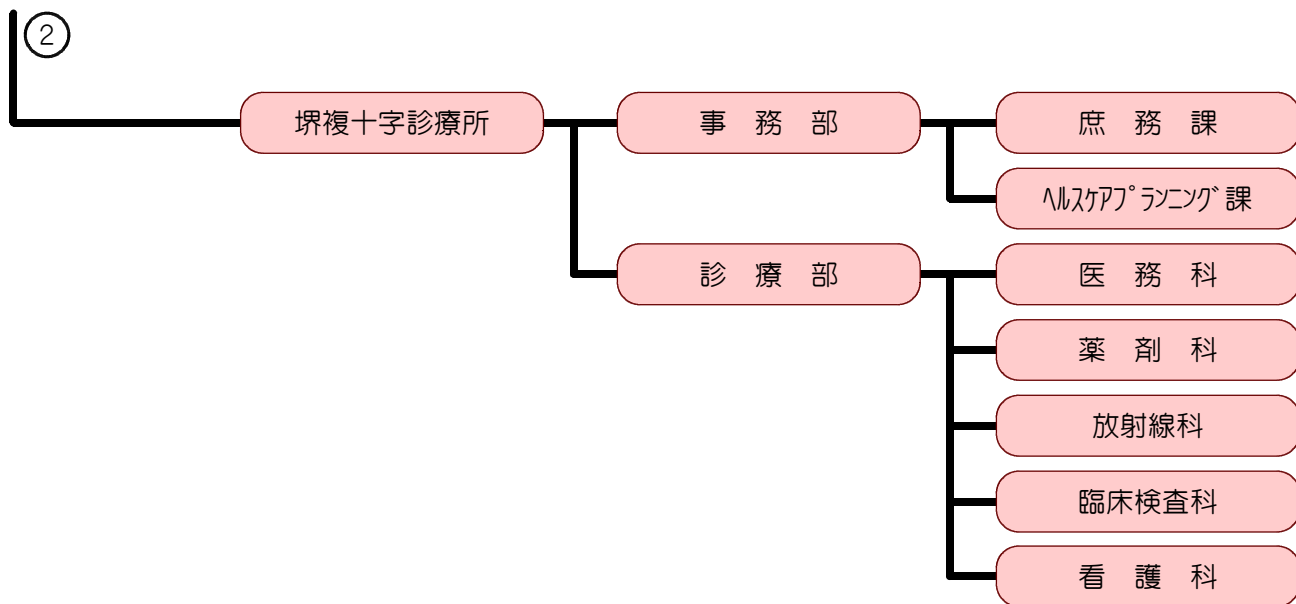 ②
堺複十字診療所
事　務　部
庶　務　課
ﾍﾙｽｹｱﾌﾟﾗﾝﾆﾝｸﾞ課
診　療　部
医　務　科
薬　剤　科
放射線科
臨床検査科
看　護　科